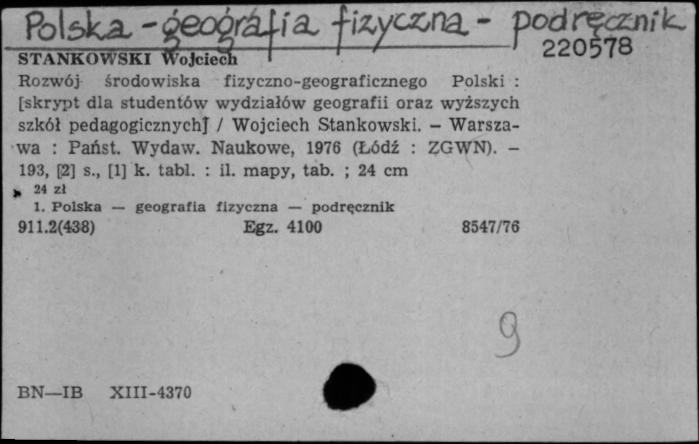 Polska - geografia fizyczna - podręcznik
220578
STANKOWSKI Wojciech
Rozwój środowiska fizyczno-geograficznego Polski :
[skrypt dla studentów wydziałów geografii oraz wyższych
szkół pedagogicznych] / Wojciech Stankowski. — Warsza-
wa : Państ. Wydaw. Naukowe, 1976 (Łódź : ZGWN). —
193, [2] s., [1] k. tabl. : il. mapy, tab. ; 24 cm
24 zł
1. Polska — geografia fizyczna — podręcznik
911.2(438) Egz. 4100 8547/76
9
BN—IB XIII-4370